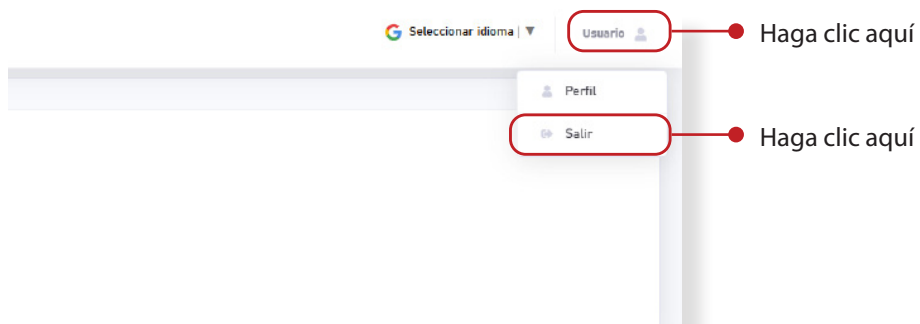 Seleccionar idioma | ▼
Usuario
Haga clic aquí
Perfil
Salir
Haga clic aquí